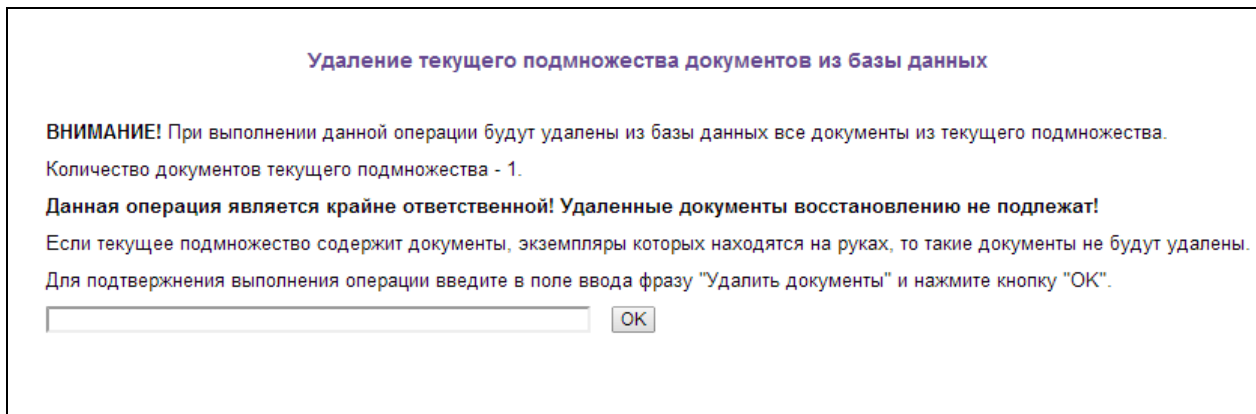 Удаление текущего подмножества документов из базы данных
ВНИМАНИЕ! При выполнении данной операции будут удалены из базы данных все документы из текущего подмножества.
Количество документов текущего подмножества - 1.
Данная операция является крайне ответственной! Удаленные документы восстановлению не подлежат!
Если текущее подмножество содержит документы, экземпляры которых находятся на руках, то такие документы не будут удалены.
Для подтвержнения выполнения операции введите в поле ввода фразу "Удалить документы" и нажмите кнопку "ОК".
OK